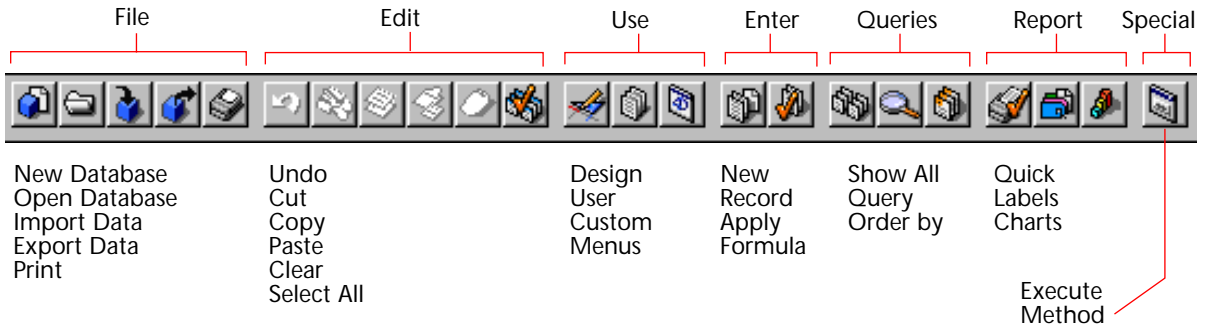 File Edit Use Enter Queries Report Special
New Database
Open Database
Import Data
Export Data
Print
Undo
Cut
Copy
Paste
Clear
Select All
Design
User
Custom
Menus
New
Record
Apply
Formula
Show All
Query
Order by
Quick
Labels
Charts
Execute
Method